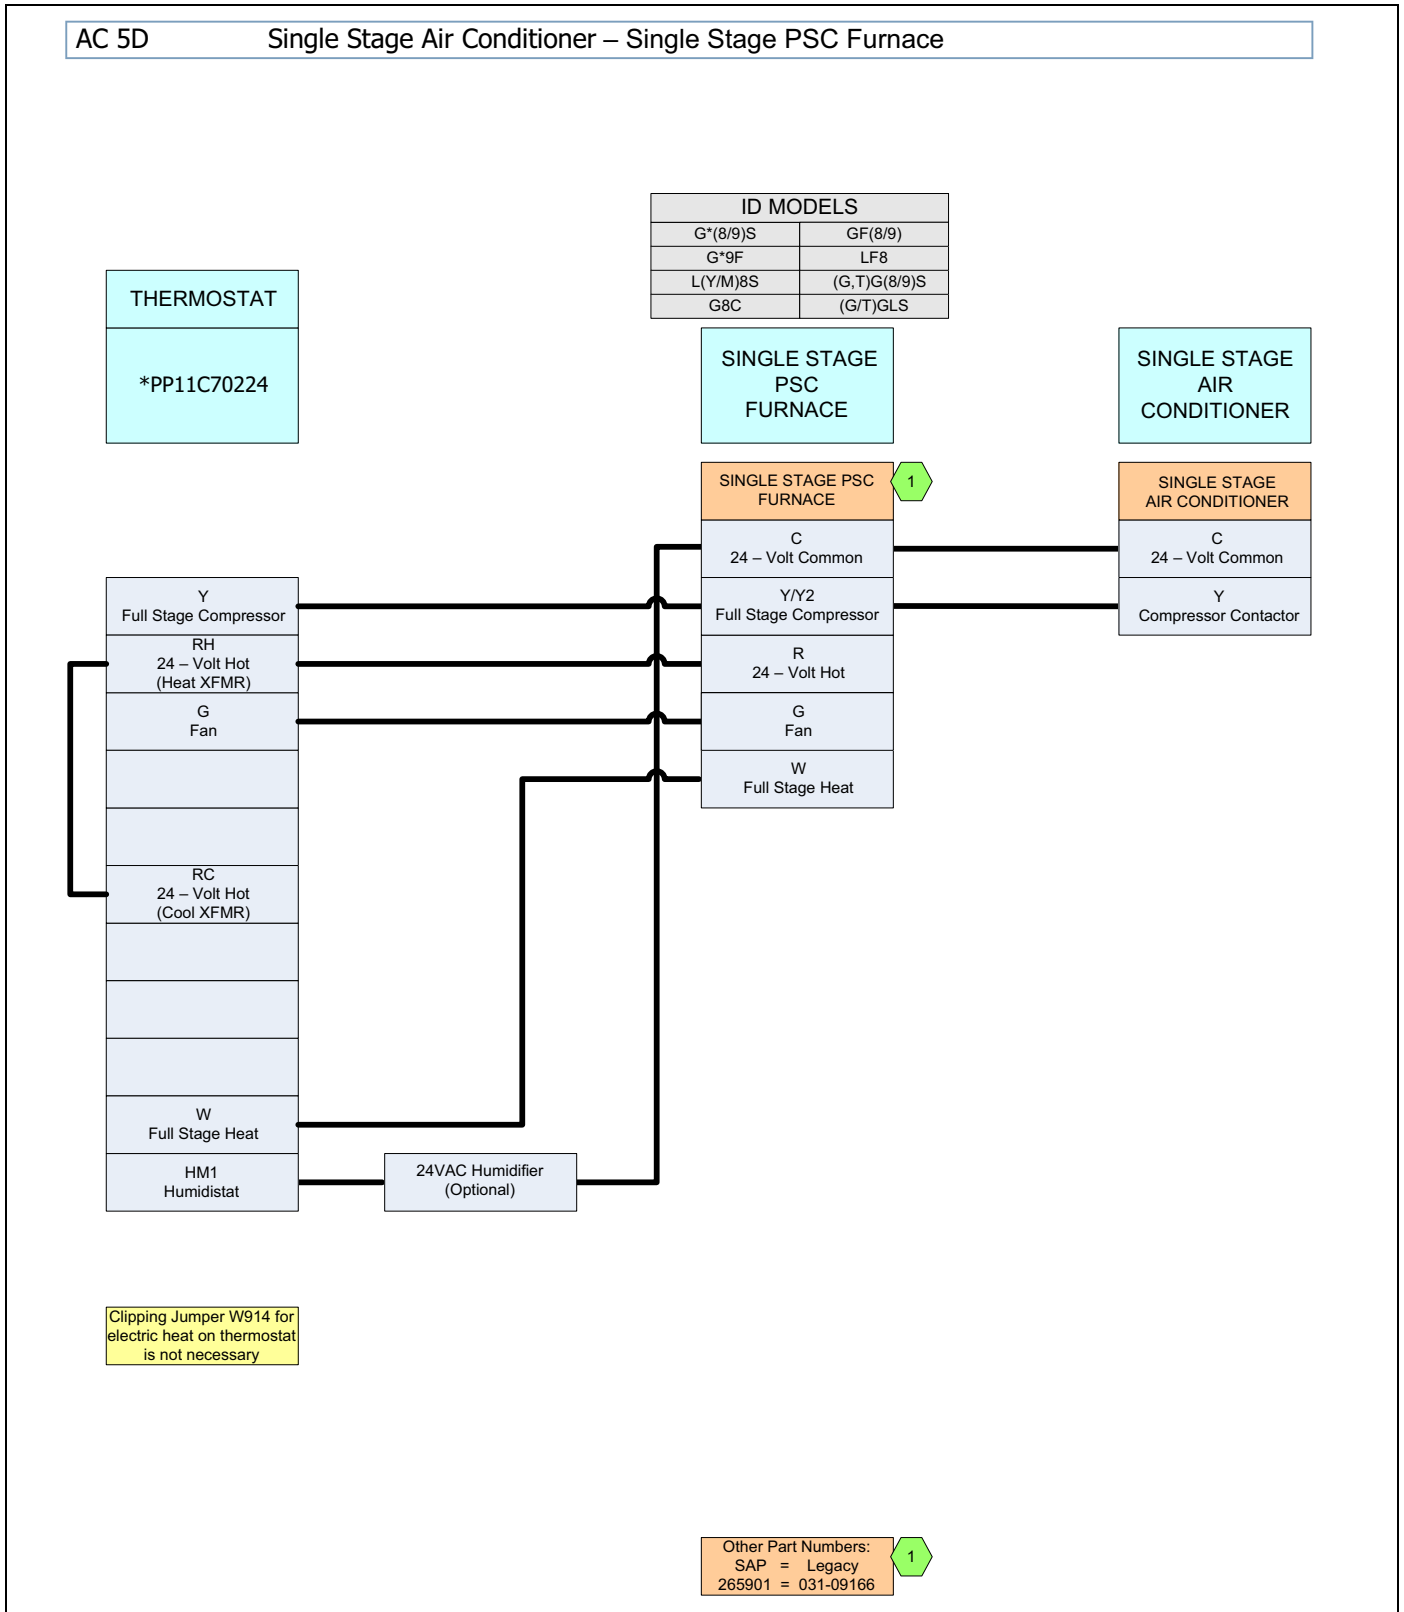 AC 5D Single Stage Air Conditioner – Single Stage PSC Furnace
ID MODELS
G*(8/9)S GF(8/9)
G*9F LF8
L(Y/M)8S (G,T)G(8/9)S
G8C (G/T)GLS
THERMOSTAT
*PP11C70224
SINGLE STAGE
PSC
FURNACE
SINGLE STAGE
AIR
CONDITIONER
SINGLE STAGE PSC
FURNACE
1
SINGLE STAGE
AIR CONDITIONER
C
24 – Volt Common
C
24 – Volt Common
Y
Full Stage Compressor
Y/Y2
Full Stage Compressor
Y
Compressor Contactor
RH
24 – Volt Hot
(Heat XFMR)
R
24 – Volt Hot
G
Fan
G
Fan
W
Full Stage Heat
RC
24 – Volt Hot
(Cool XFMR)
W
Full Stage Heat
HM1
Humidistat
24VAC Humidifier
(Optional)
Clipping Jumper W914 for
electric heat on thermostat
is not necessary
Other Part Numbers:
SAP = Legacy
265901 = 031-09166
1